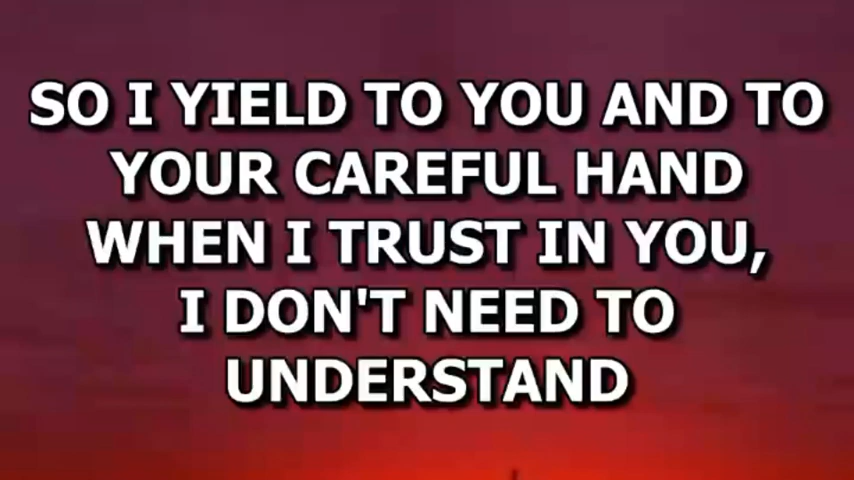 SO I YIELD TO YOU AND TO
YOUR CAREFUL HAND
WHEN I TRUST IN YOU,
I DON'T NEED TO
UNDERSTAND